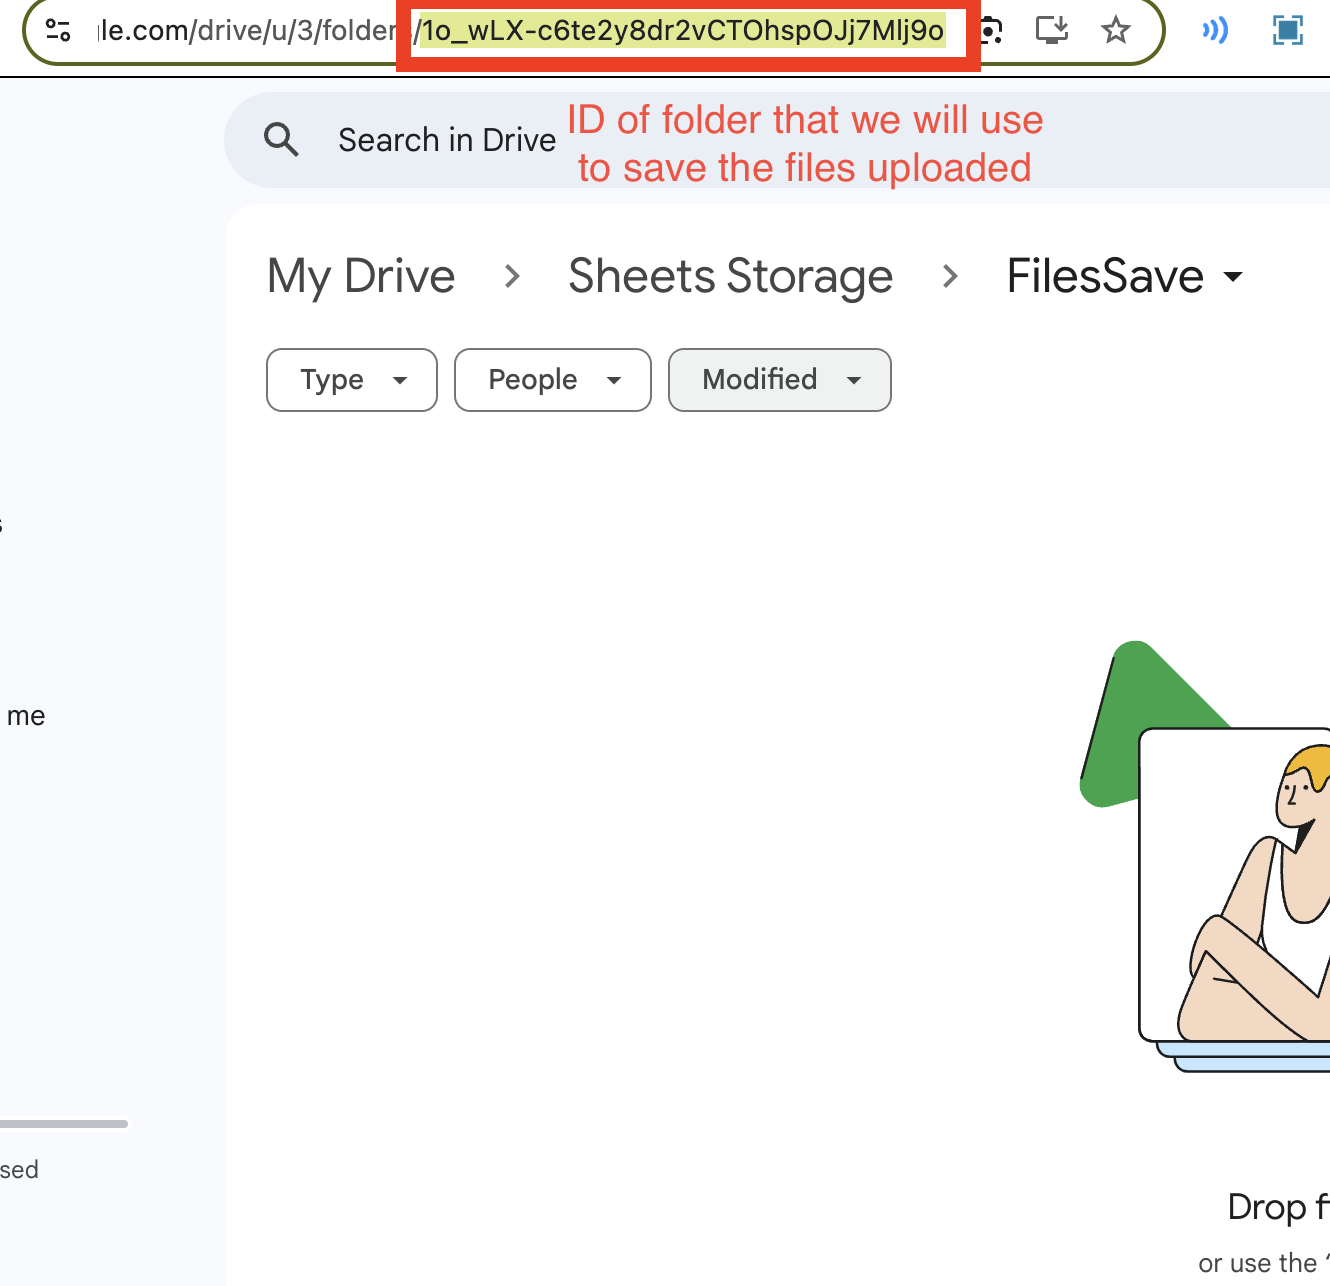 le.com/drive/u/3/folder /1o_wLX-c6te2y8dr2vCTOhspOJj7Mlj9o
Search in Drive
ID of folder that we will use
to save the files uploaded
My Drive > Sheets Storage > FilesSave
Type
People
Modified
s
me
sed
Drop f
or use the “